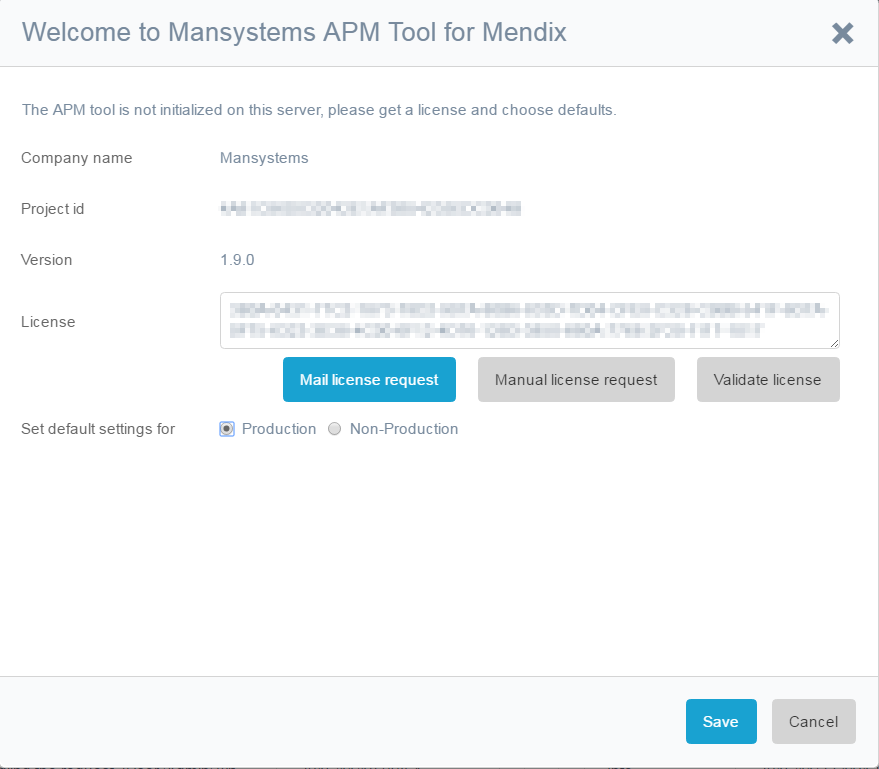 Welcome to Mansystems APM Tool for Mendix
The APM tool is not initialized on this server, please get a license and choose defaults.
Company name Mansystems
Project id
Version 1.9.0
License
Mail license request Manual license request Validate license
Set default settings for Production Non-Production
Save Cancel